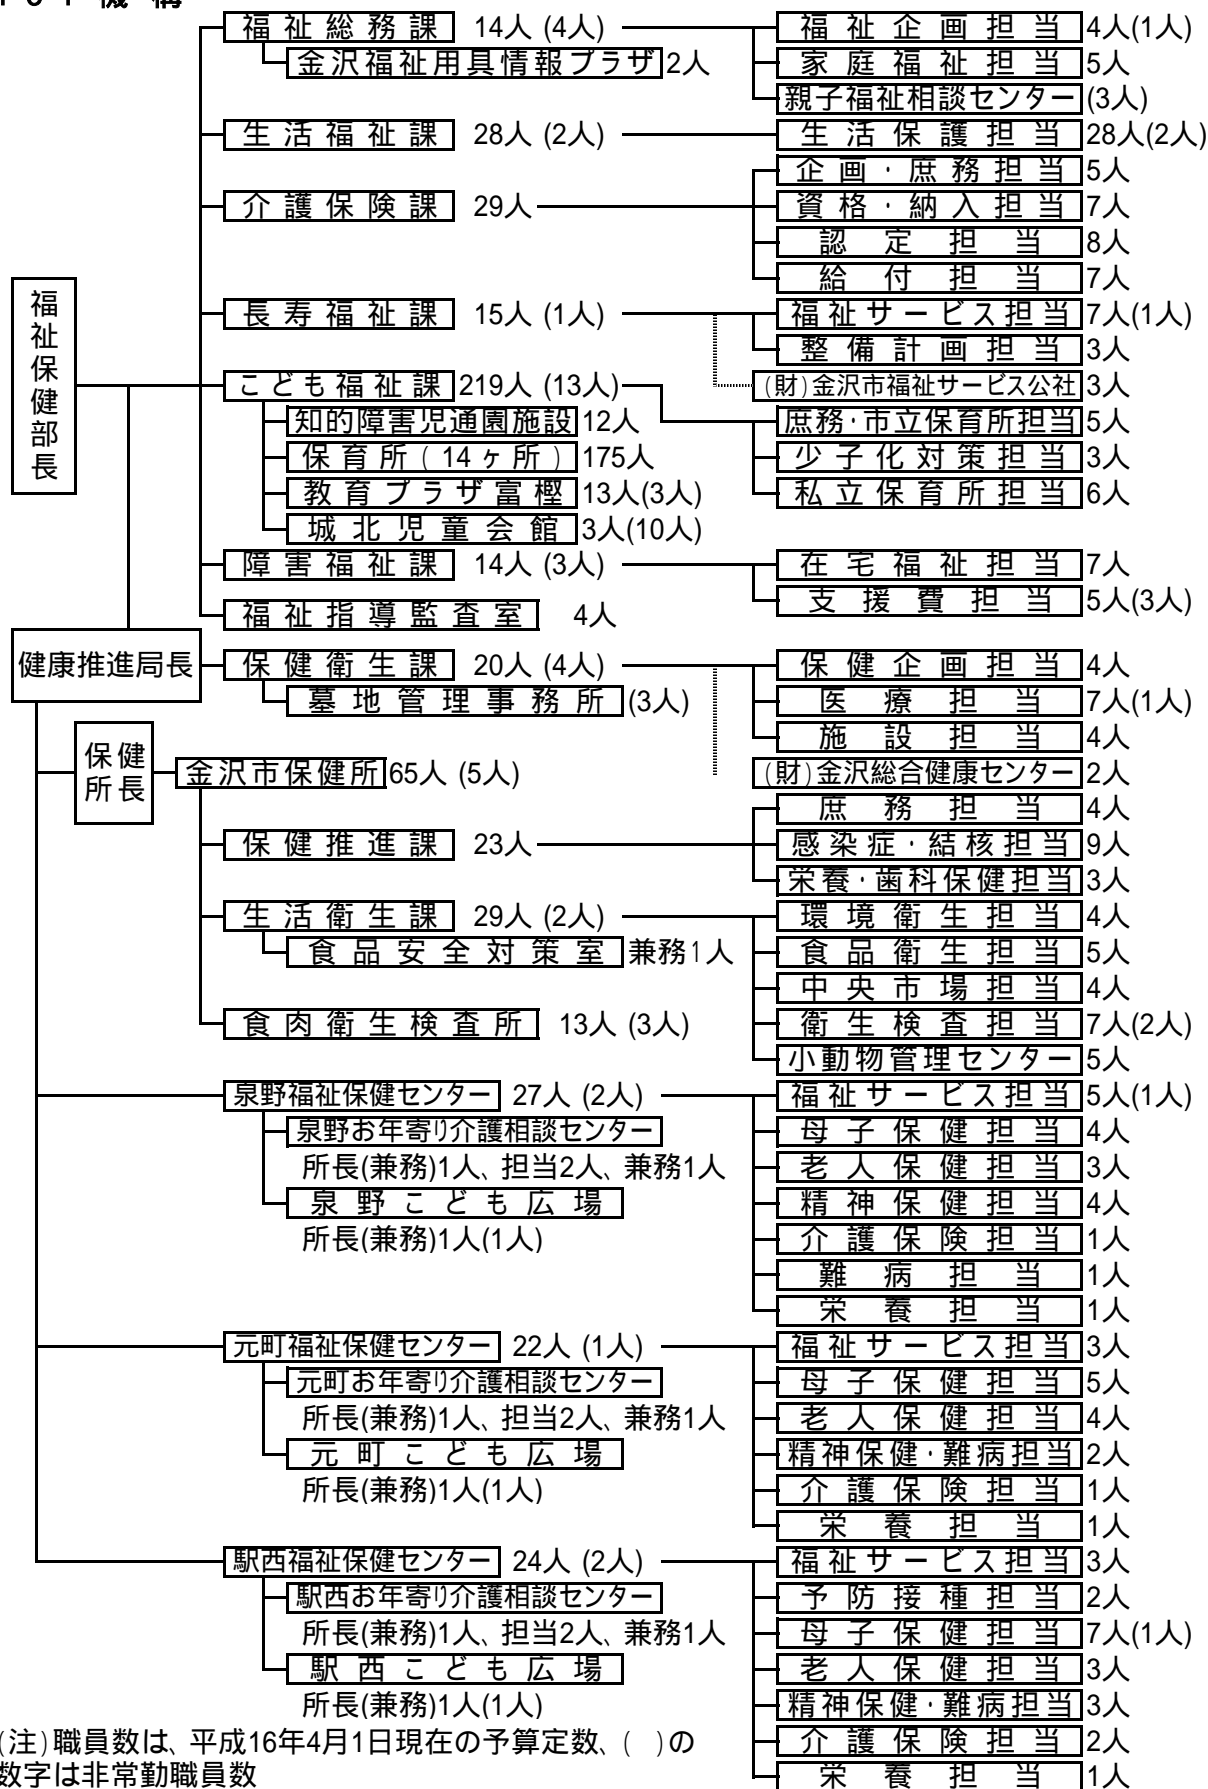 機 構
福祉総務課 14人 (4人)
福祉企画担当 4人(1人)
金沢福祉用具情報プラザ 2人
家庭福祉担当 5人
親子福祉相談センター (3人)
生活福祉課 28人 (2人)
生活保護担当 28人(2人)
企画・庶務担当 5人
介護保険課 29人
資格・納入担当 7人
認定担当 8人
給付担当 7人
福祉保健部長
長寿福祉課 15人 (1人)
福祉サービス担当 7人(1人)
整備計画担当 3人
(財)金沢市福祉サービス公社 3人
こども福祉課 219人 (13人)
知的障害児通園施設 12人
庶務・市立保育所担当 5人
保育所(14ヶ所) 175人
少子化対策担当 3人
教育プラザ富樫 13人(3人)
私立保育所担当 6人
城北児童会館 3人(10人)
障害福祉課 14人 (3人)
在宅福祉担当 7人
支援費担当 5人(3人)
福祉指導監査室 4人
健康推進局長
保健衛生課 20人 (4人)
保健企画担当 4人
墓地管理事務所 (3人)
医療担当 7人(1人)
施設担当 4人
(財)金沢総合健康センター 2人
保健
所長
金沢市保健所 65人 (5人)
庶務担当 4人
保健推進課 23人
感染症・結核担当 9人
栄養・歯科保健担当 3人
生活衛生課 29人 (2人)
環境衛生担当 4人
食品安全対策室 兼務1人
食品衛生担当 5人
中央市場担当 4人
食肉衛生検査所 13人 (3人)
衛生検査担当 7人(2人)
小動物管理センター 5人
泉野福祉保健センター 27人 (2人)
福祉サービス担当 5人(1人)
泉野お年寄り介護相談センター
母子保健担当 4人
所長(兼務)1人、担当2人、兼務1人
老人保健担当 3人
泉野こども広場
精神保健担当 4人
所長(兼務)1人(1人)
介護保険担当 1人
難病担当 1人
栄養担当 1人
元町福祉保健センター 22人 (1人)
福祉サービス担当 3人
元町お年寄り介護相談センター
母子保健担当 5人
所長(兼務)1人、担当2人、兼務1人
老人保健担当 4人
元町こども広場
精神保健・難病担当 2人
所長(兼務)1人(1人)
介護保険担当 1人
栄養担当 1人
駅西福祉保健センター 24人 (2人)
福祉サービス担当 3人
駅西お年寄り介護相談センター
予防接種担当 2人
所長(兼務)1人、担当2人、兼務1人
母子保健担当 7人(1人)
駅西こども広場
老人保健担当 3人
所長(兼務)1人(1人)
精神保健・難病担当 3人
介護保険担当 2人
栄養担当 1人
(注)職員数は、平成16年4月1日現在の予算定数、( )の
数字は非常勤職員数